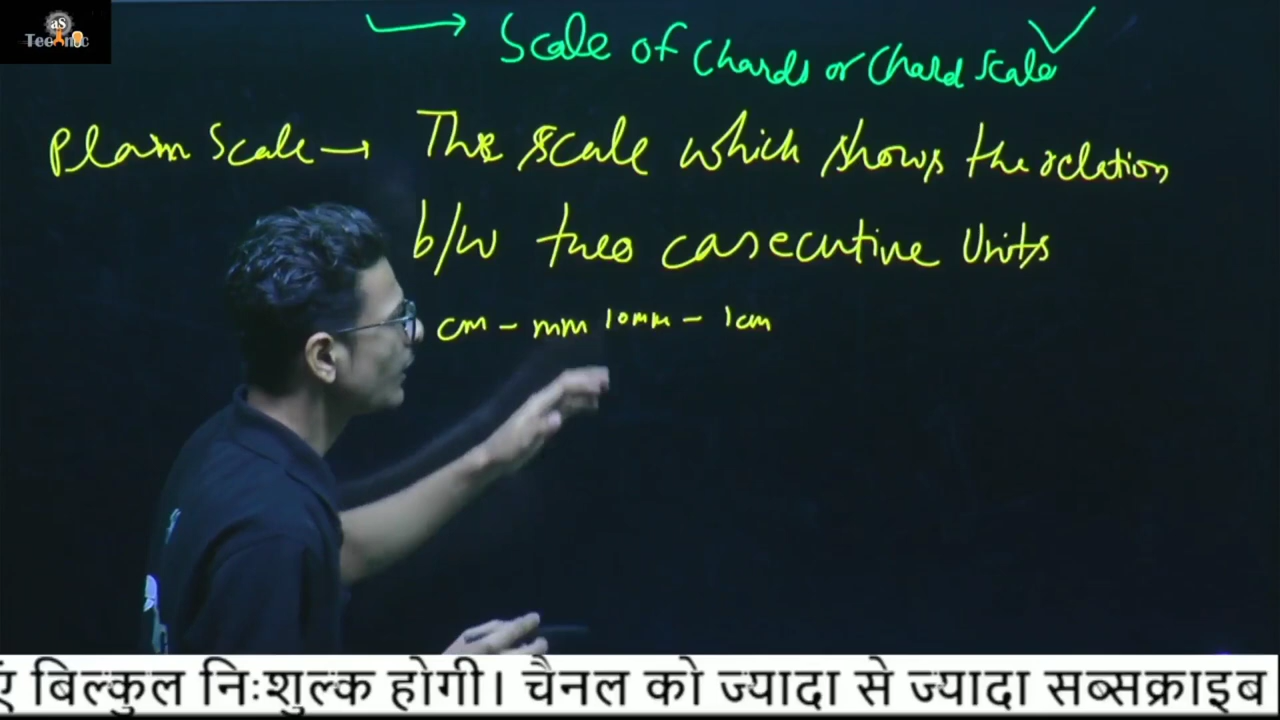 aS
→ Scale of Chards or Chard Scale ✓
Plain Scale → The scale which shows the relation
b/w two casecutive Units
cm - mm 10mm - 1cm
एं बिल्कुल निःशुल्क होगी। चैनल को ज्यादा से ज्यादा सब्सक्राइब